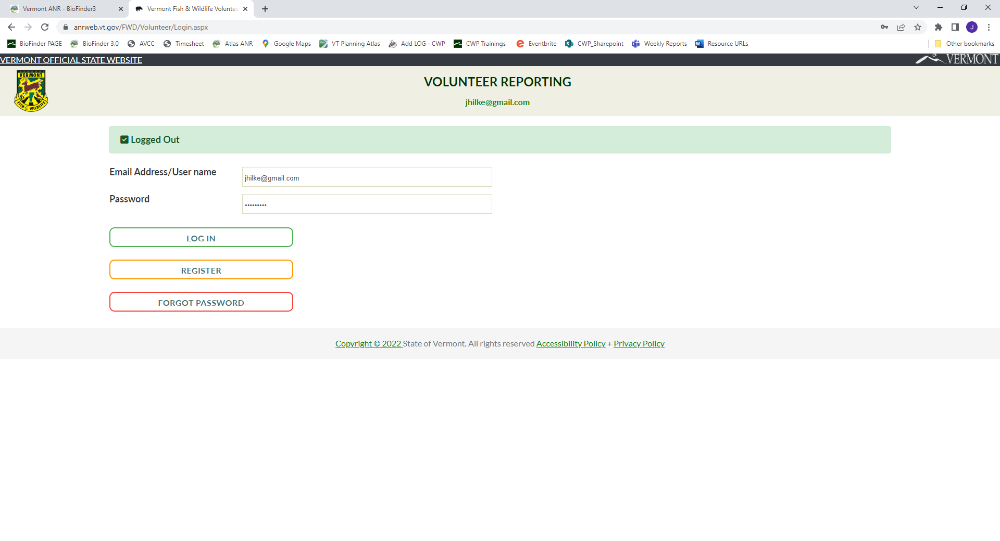 Vermont ANR - BioFinder3
Vermont Fish & Wildlife Voluntee
anrweb.vt.gov/FWD/Volunteer/Login.aspx
J
BioFinder PAGE BioFinder 3.0 AVCC Timesheet Atlas ANR Google Maps VT Planning Atlas Add LOG - CWP CWP Trainings Eventbrite CWP_Sharepoint Weekly Reports Resource URLs Other bookmarks
VERMONT OFFICIAL STATE WEBSITE
VERMONT
VERMONT
FISH & WILDLIFE
VOLUNTEER REPORTING
jhilke@gmail.com
Logged Out
Email Address/User name jhilke@gmail.com
Password •••••••••
LOG IN
REGISTER
FORGOT PASSWORD
Copyright © 2022 State of Vermont. All rights reserved Accessibility Policy + Privacy Policy